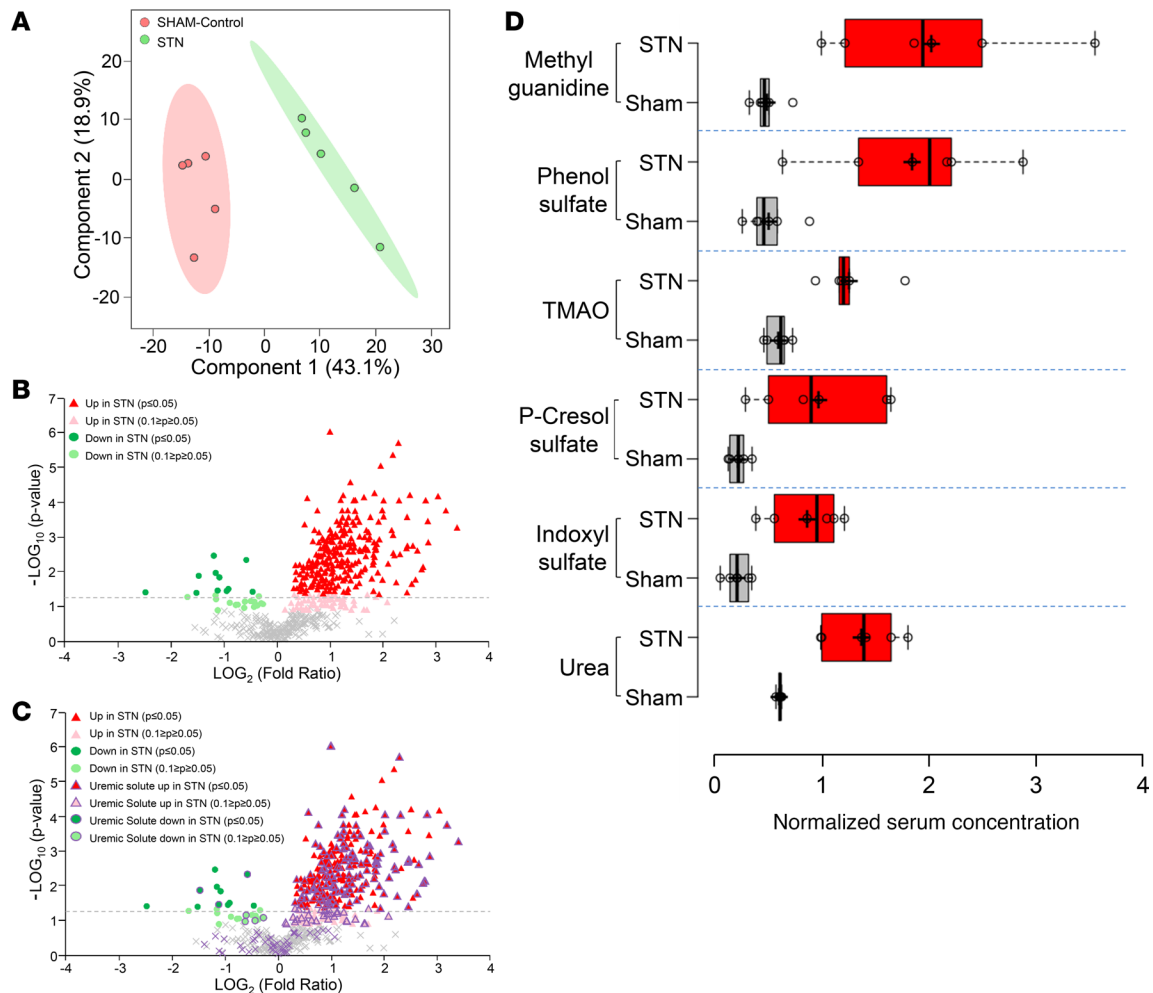 A
SHAM-Control
STN
20
10
0
-10
-20
Component 2 (18.9%)
-20
-10
0
10
20
30
Component 1 (43.1%)
B
Up in STN (p≤0.05)
Up in STN (0.1≥p≥0.05)
Down in STN (p≤0.05)
Down in STN (0.1≥p≥0.05)
7
6
5
4
3
2
1
0
-LOG10 (p-value)
-4
-3
-2
-1
0
1
2
3
4
LOG2 (Fold Ratio)
C
Up in STN (p≤0.05)
Up in STN (0.1≥p≥0.05)
Down in STN (p≤0.05)
Down in STN (0.1≥p≥0.05)
Uremic solute up in STN (p≤0.05)
Uremic Solute up in STN (0.1≥p≥0.05)
Uremic Solute down in STN (p≤0.05)
Uremic Solute down in STN (0.1≥p≥0.05)
7
6
5
4
3
2
1
0
-LOG10 (p-value)
-4
-3
-2
-1
0
1
2
3
4
LOG2 (Fold Ratio)
D
Methyl
guanidine
STN
Sham
Phenol
sulfate
STN
Sham
TMAO
STN
Sham
P-Cresol
sulfate
STN
Sham
Indoxyl
sulfate
STN
Sham
Urea
STN
Sham
0
1
2
3
4
Normalized serum concentration